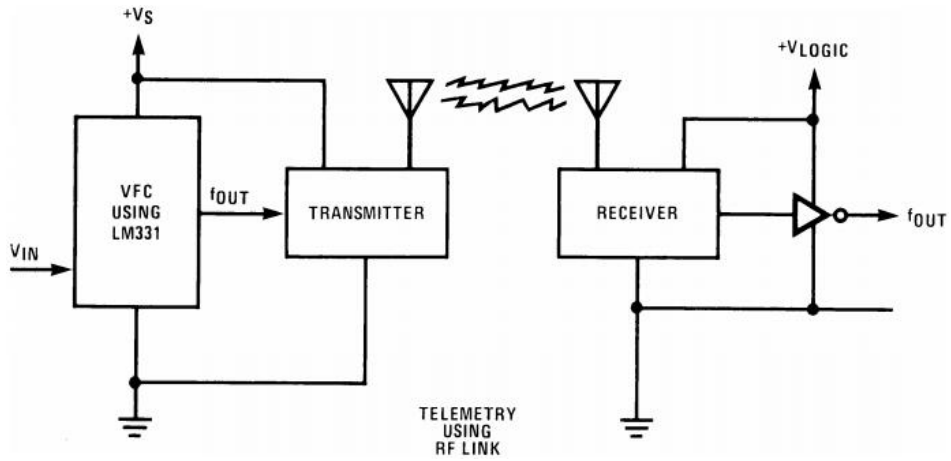 +VS
VFC
USING
LM331
fOUT
VIN
TRANSMITTER
RECEIVER
+VLOGIC
fOUT
TELEMETRY
USING
RF LINK